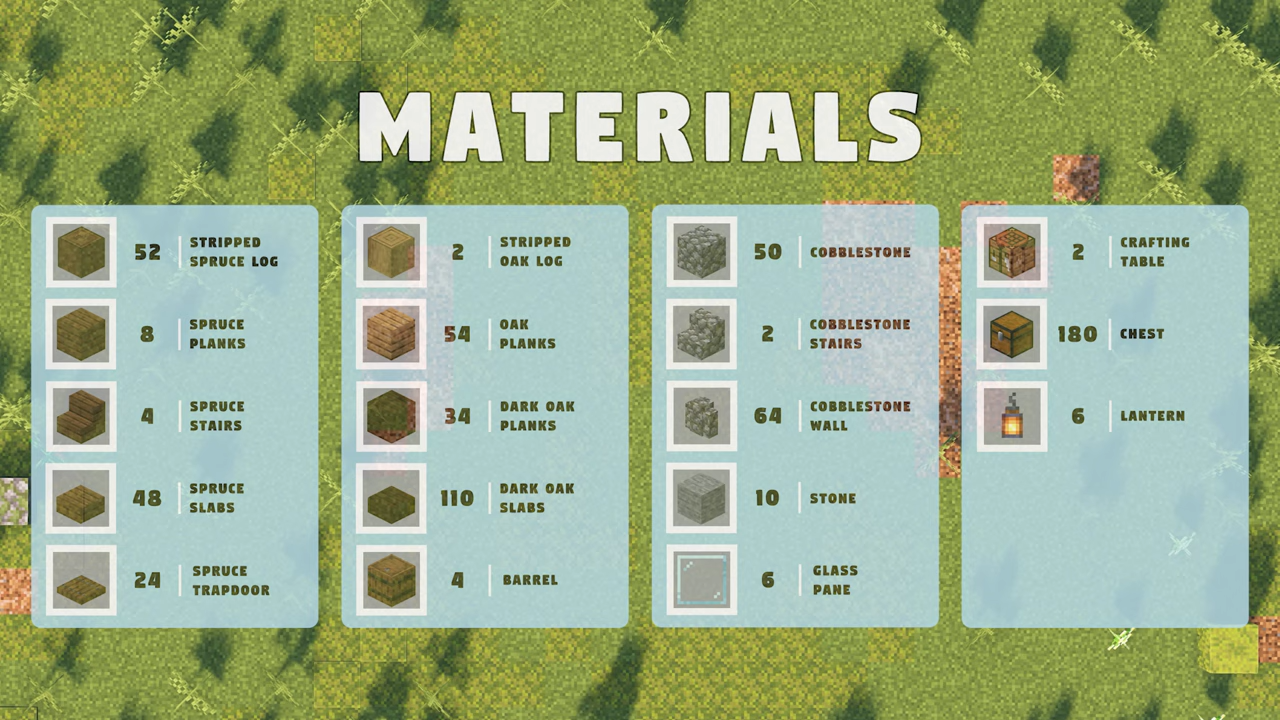 MATERIALS
52 STRIPPED
SPRUCE LOG
8 SPRUCE
PLANKS
4 SPRUCE
STAIRS
48 SPRUCE
SLABS
24 SPRUCE
TRAPDOOR
2 STRIPPED
OAK LOG
54 OAK
PLANKS
34 DARK OAK
PLANKS
110 DARK OAK
SLABS
4 BARREL
50 COBBLESTONE
2 COBBLESTONE
STAIRS
64 COBBLESTONE
WALL
10 STONE
6 GLASS
PANE
2 CRAFTING
TABLE
180 CHEST
6 LANTERN